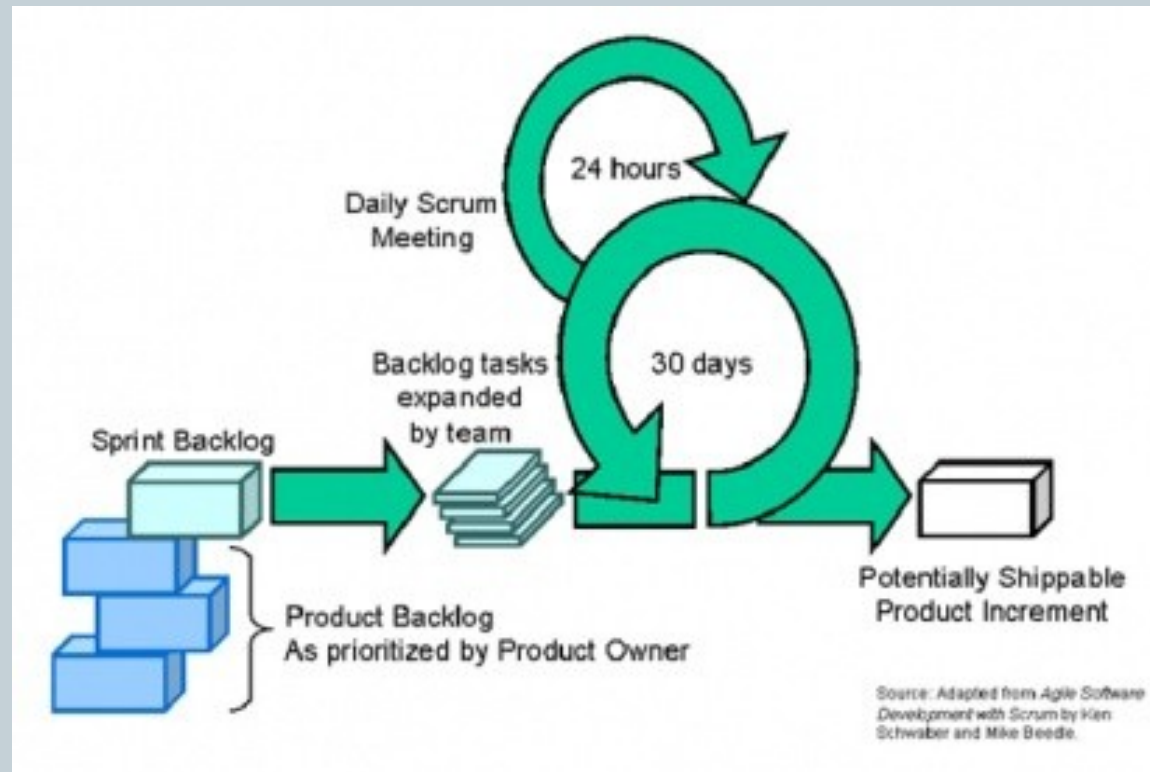 24 hours
Daily Scrum
Meeting
30 days
Backlog tasks
expanded
by team
Sprint Backlog
Product Backlog
As prioritized by Product Owner
Potentially Shippable
Product Increment
Source: Adapted from Agile Software
Development with Scrum by Ken
Schwaber and Mike Beedle.